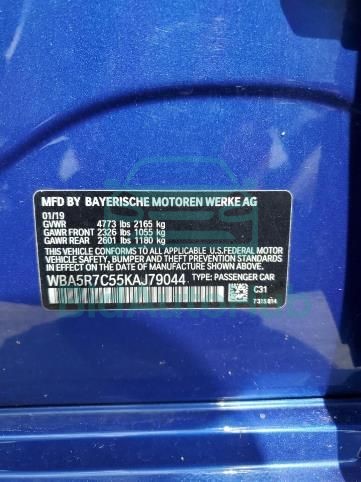 MFD BY BAYERISCHE MOTOREN WERKE AG
01/19
GVWR 4773 lbs 2165 kg
GAWR FRONT 2326 lbs 1055 kg
GAWR REAR 2601 lbs 1180 kg
THIS VEHICLE CONFORMS TO ALL APPLICABLE U.S.FEDERAL MOTOR
VEHICLE SAFETY, BUMPER, AND THEFT PREVENTION STANDARDS
IN EFFECT ON THE DATE OF MANUFACTURE SHOWN ABOVE.
WBA5R7C55KAJ79044 TYPE: PASSENGER CAR
C31
7315614